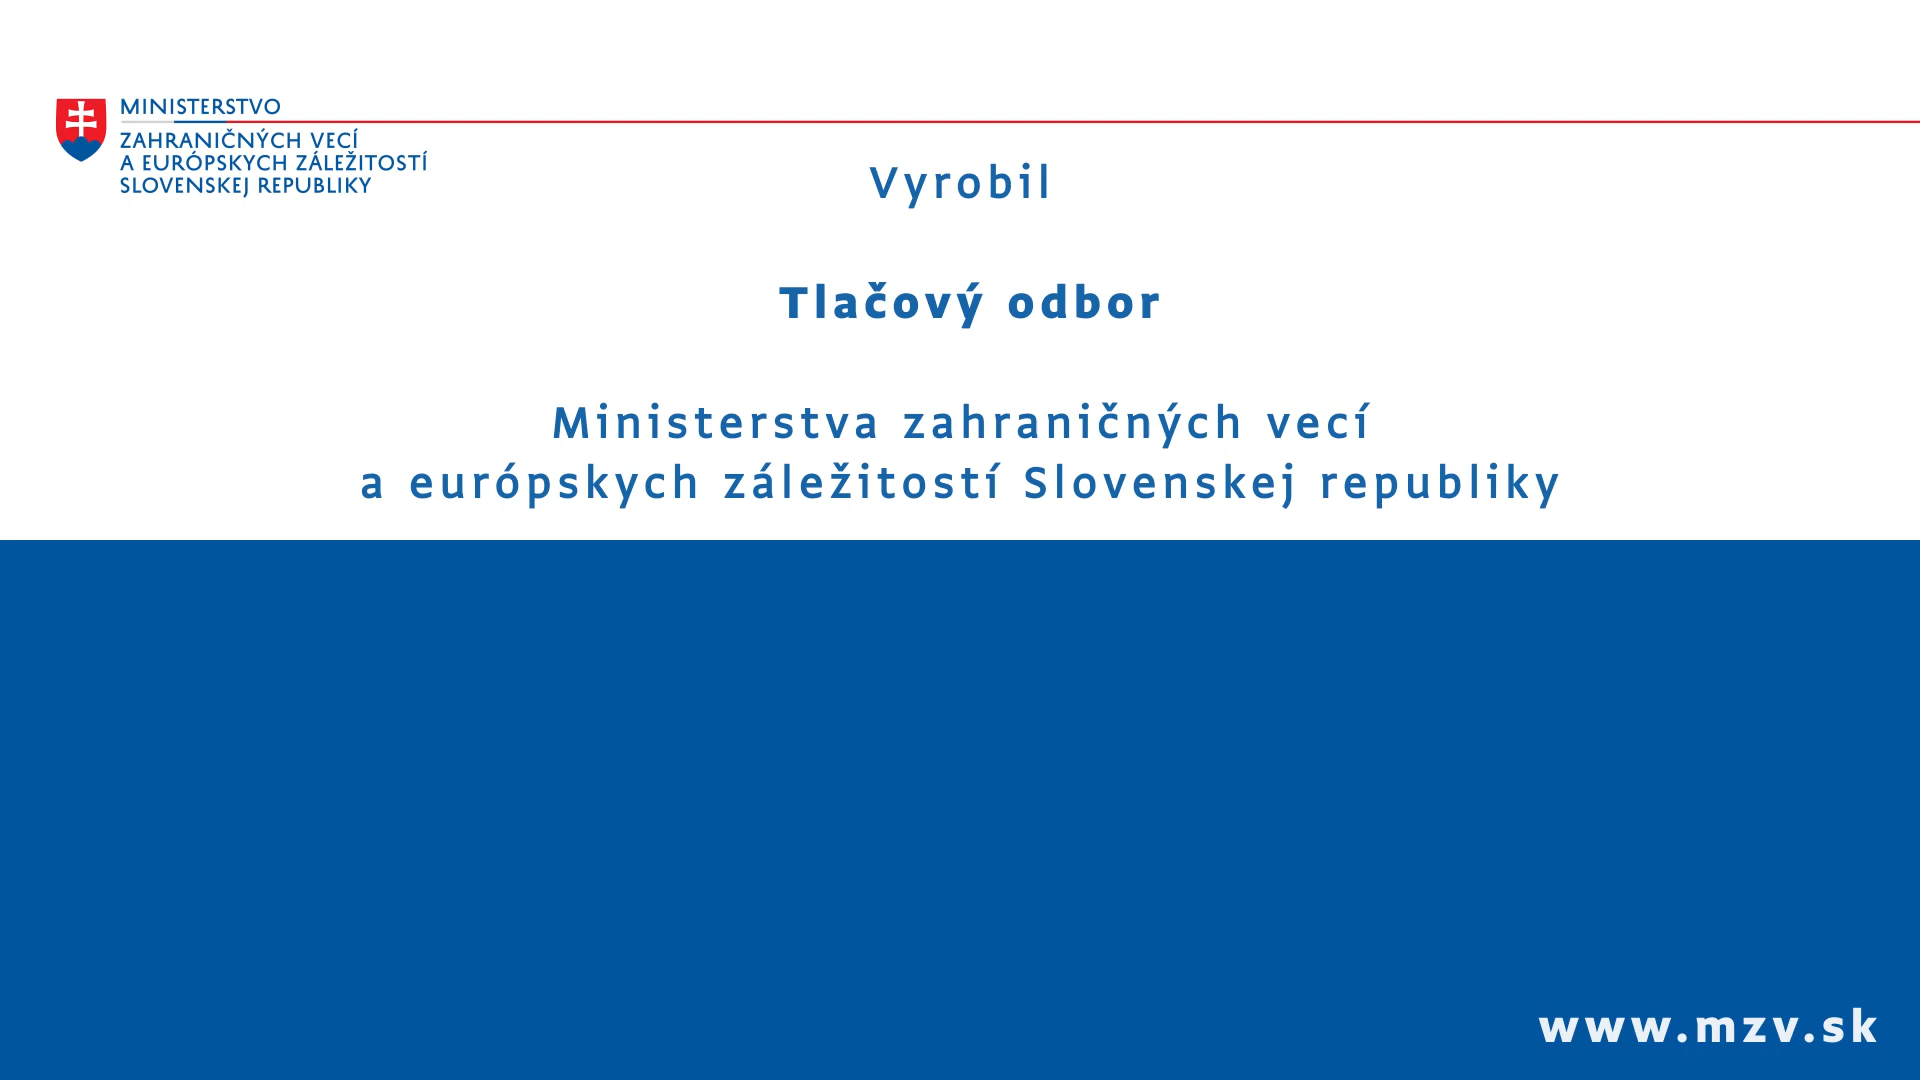 MINISTERSTVO
ZAHRANIČNÝCH VECÍ
A EURÓPSKYCH ZÁLEŽITOSTÍ
SLOVENSKEJ REPUBLIKY
Vyrobil
Tlačový odbor
Ministerstva zahraničných vecí
a európskych záležitostí Slovenskej republiky
www.mzv.sk